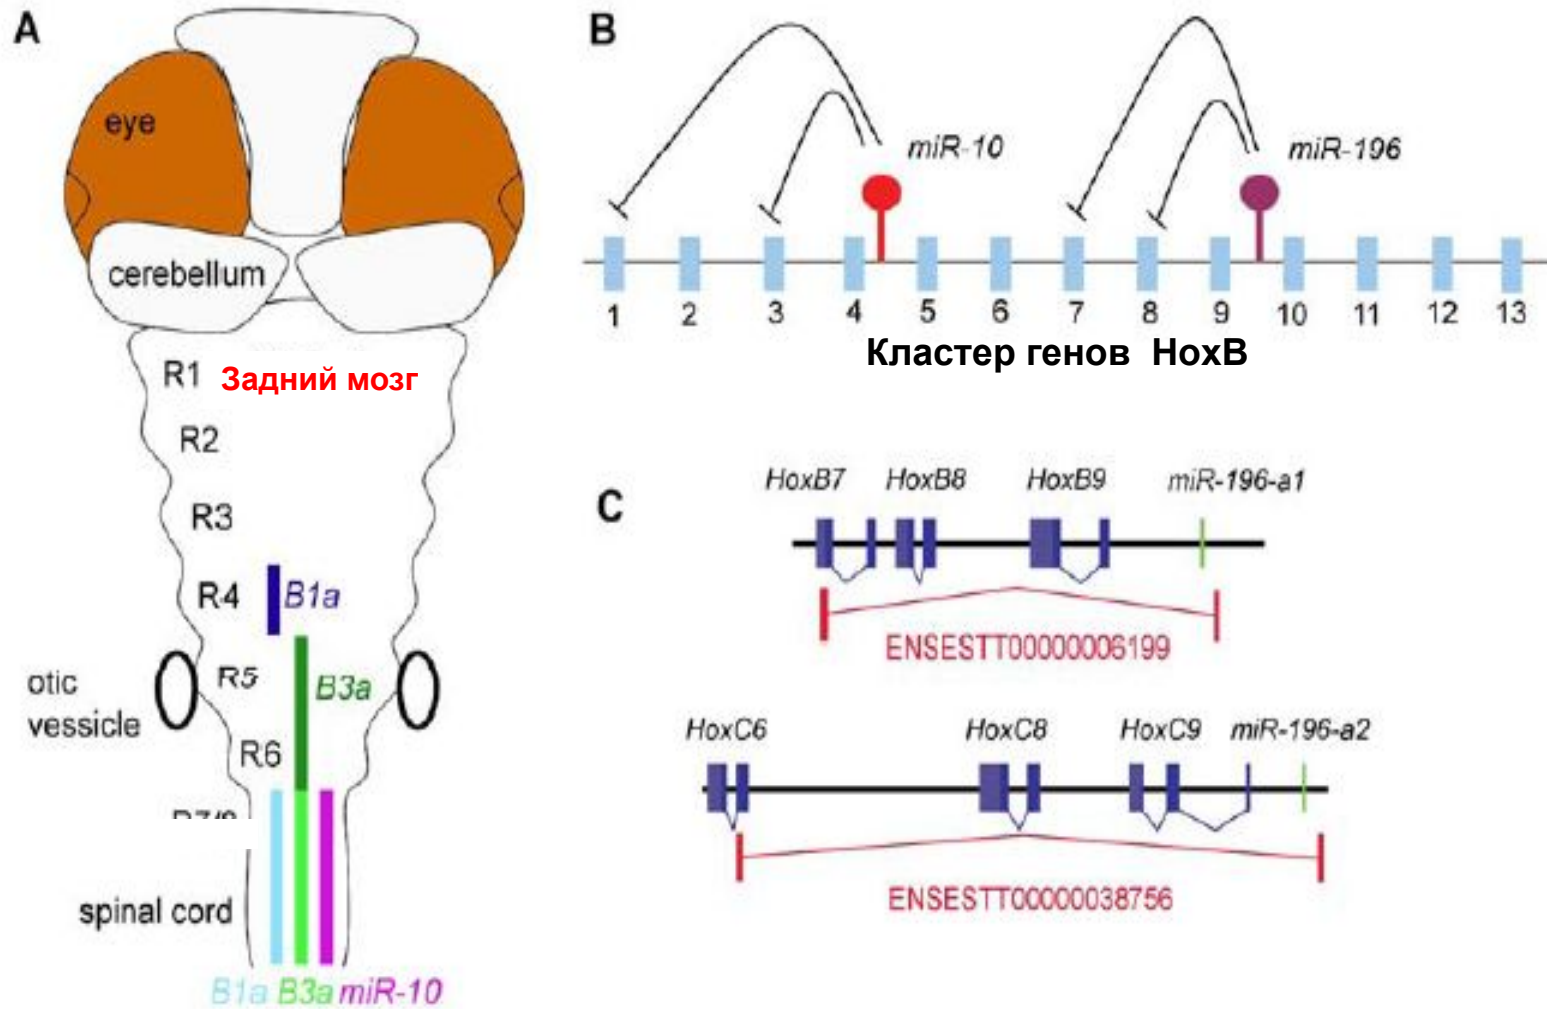 A
eye
cerebellum
R1 Задний мозг
R2
R3
R4 B1a
R5 B3a
otic
vessicle
R6
spinal cord
B1a B3a miR-10
B
miR-10 miR-196
1 2 3 4 5 6 7 8 9 10 11 12 13
Кластер генов HoxB
C
HoxB7 HoxB8 HoxB9 miR-196-a1
ENSESTT00000006199
HoxC6 HoxC8 HoxC9 miR-196-a2
ENSESTT00000038756